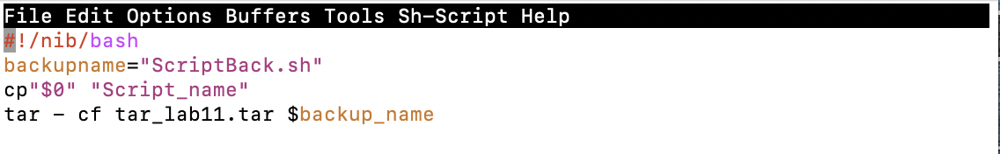 File Edit Options Buffers Tools Sh-Script Help
#!/nib/bash
backupname="ScriptBack.sh"
cp"$0" "Script_name"
tar - cf tar_lab11.tar $backup_name